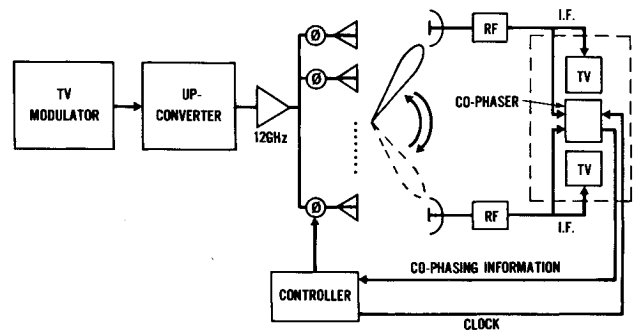 TV
MODULATOR
UP-
CONVERTER
12GHz
Ø
Ø
Ø
RF
I.F.
TV
CO-PHASER
TV
RF
I.F.
CO-PHASING INFORMATION
CONTROLLER
CLOCK